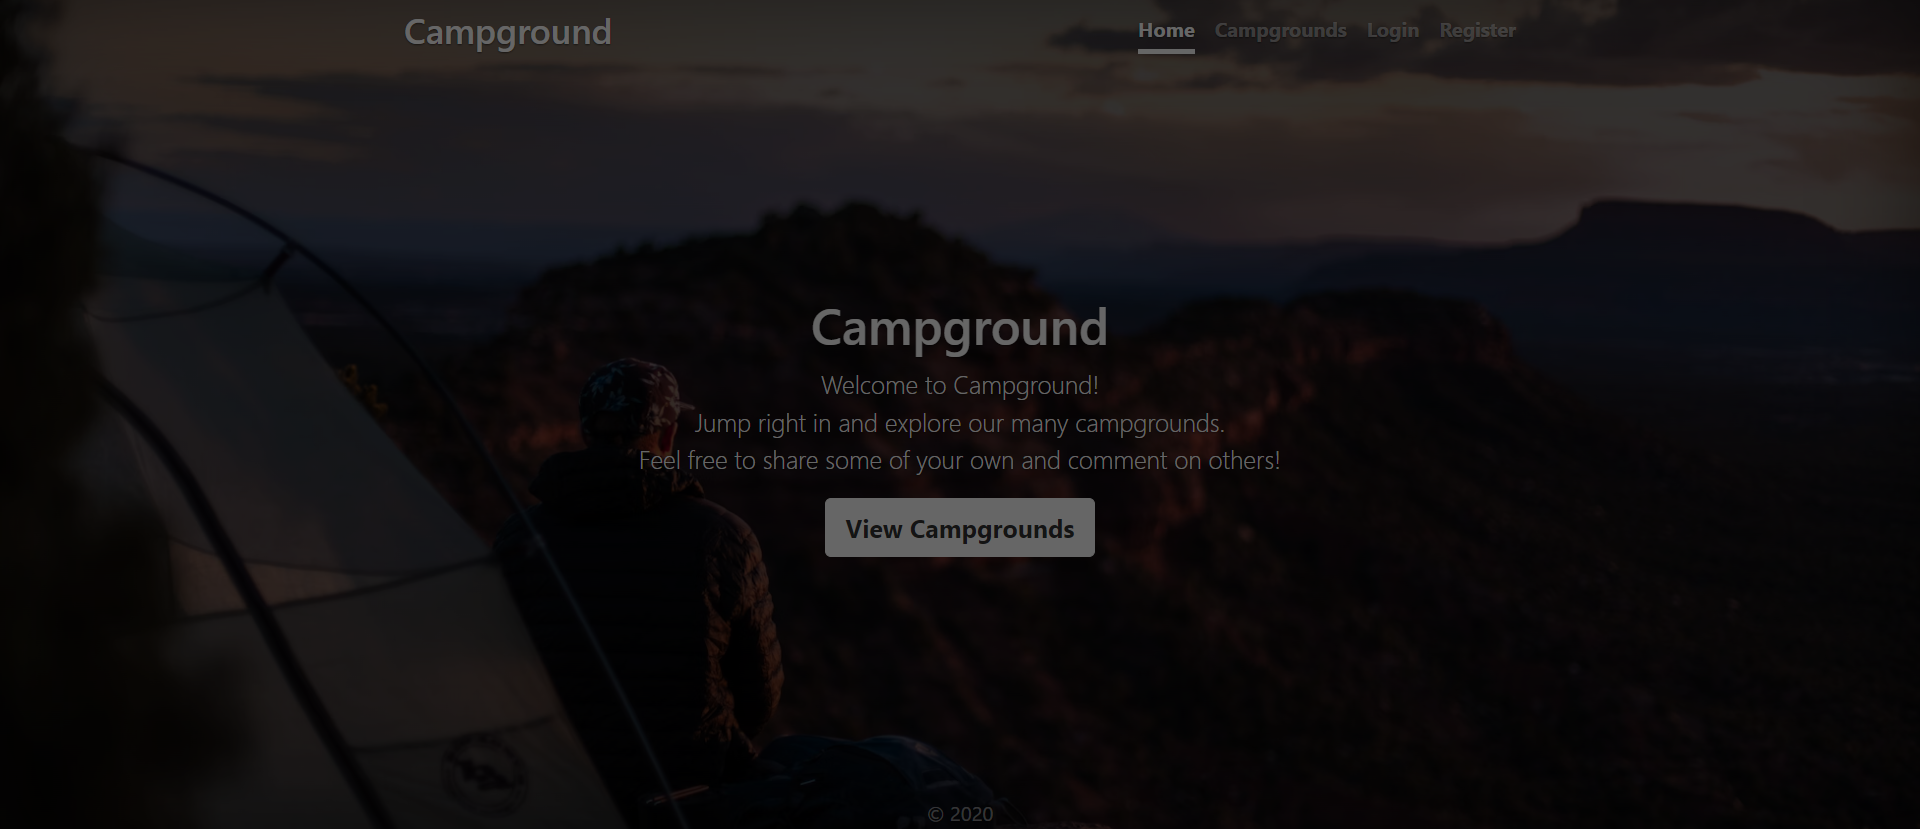 Campground
Home Campgrounds Login Register
Campground
Welcome to Campground!
Jump right in and explore our many campgrounds.
Feel free to share some of your own and comment on others!
View Campgrounds
© 2020